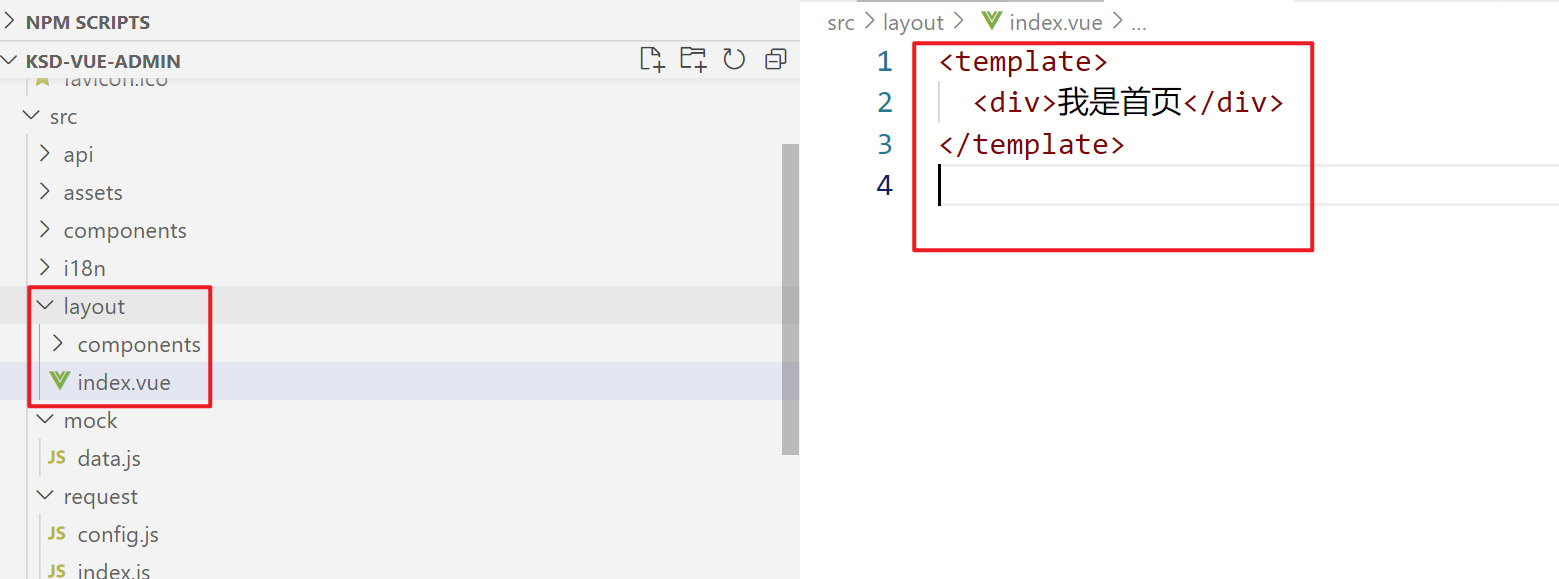 NPM SCRIPTS
KSD-VUE-ADMIN
favicon.ico
src
api
assets
components
i18n
layout
components
index.vue
mock
JS data.js
request
JS config.js
JS index.js
src > layout > index.vue > ...
1 <template>
2 <div>我是首页</div>
3 </template>
4